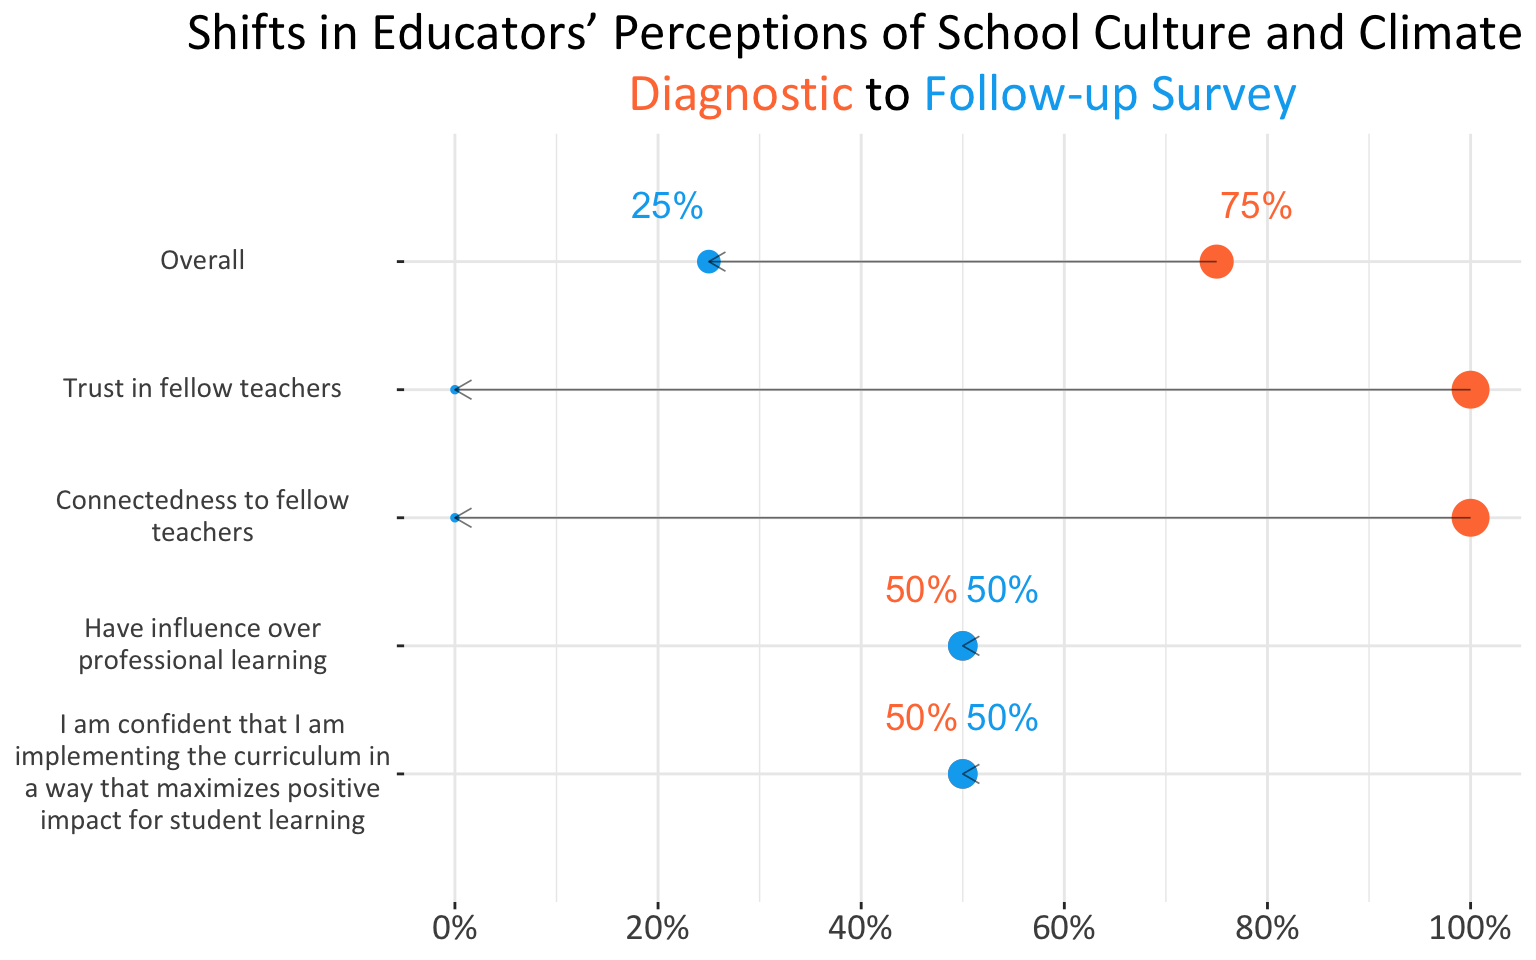 Shifts in Educators’ Perceptions of School Culture and Climate
Diagnostic to Follow-up Survey
25%
75%
Overall
Trust in fellow teachers
Connectedness to fellow
teachers
50% 50%
Have influence over
professional learning
50% 50%
I am confident that I am
implementing the curriculum in
a way that maximizes positive
impact for student learning
0% 20% 40% 60% 80% 100%